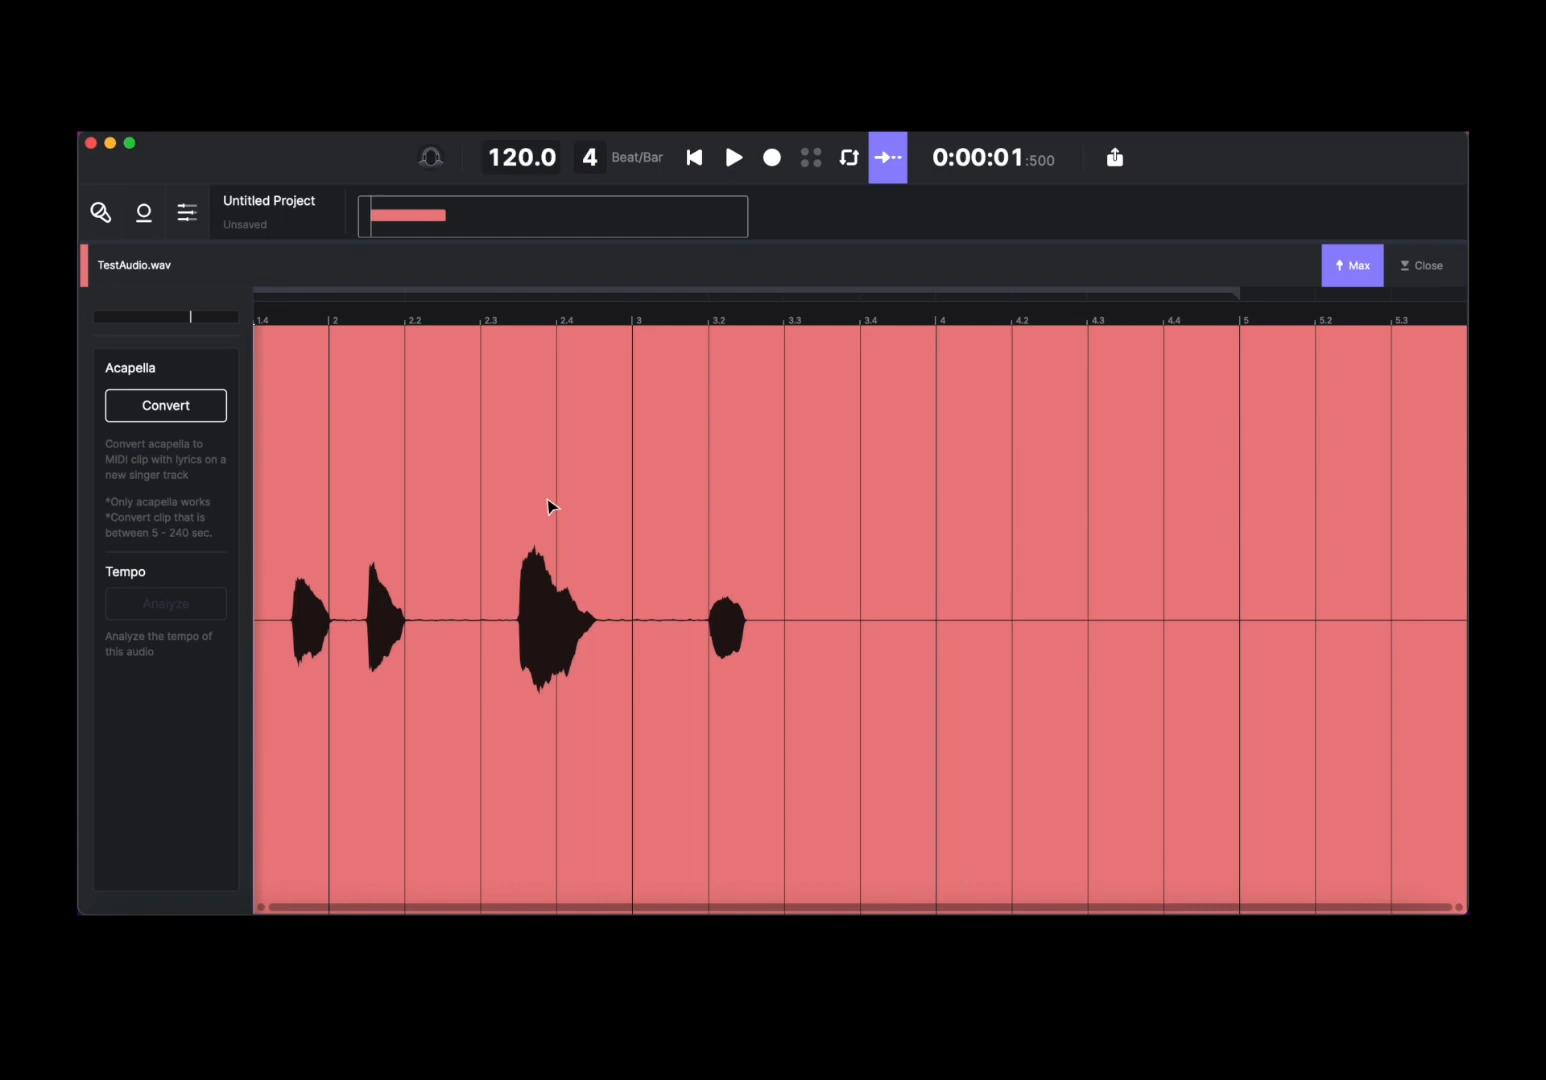 120.0 4 Beat/Bar 0:00:01:500
Untitled Project
Unsaved
TestAudio.wav Max Close
1.4 2 2.2 2.3 2.4 3 3.2 3.3 3.4 4 4.2 4.3 4.4 5 5.2 5.3
Acapella
Convert
Convert acapella to
MIDI clip with lyrics on a
new singer track
*Only acapella works
*Convert clip that is
between 5 - 240 sec.
Tempo
Analyze
Analyze the tempo of
this audio